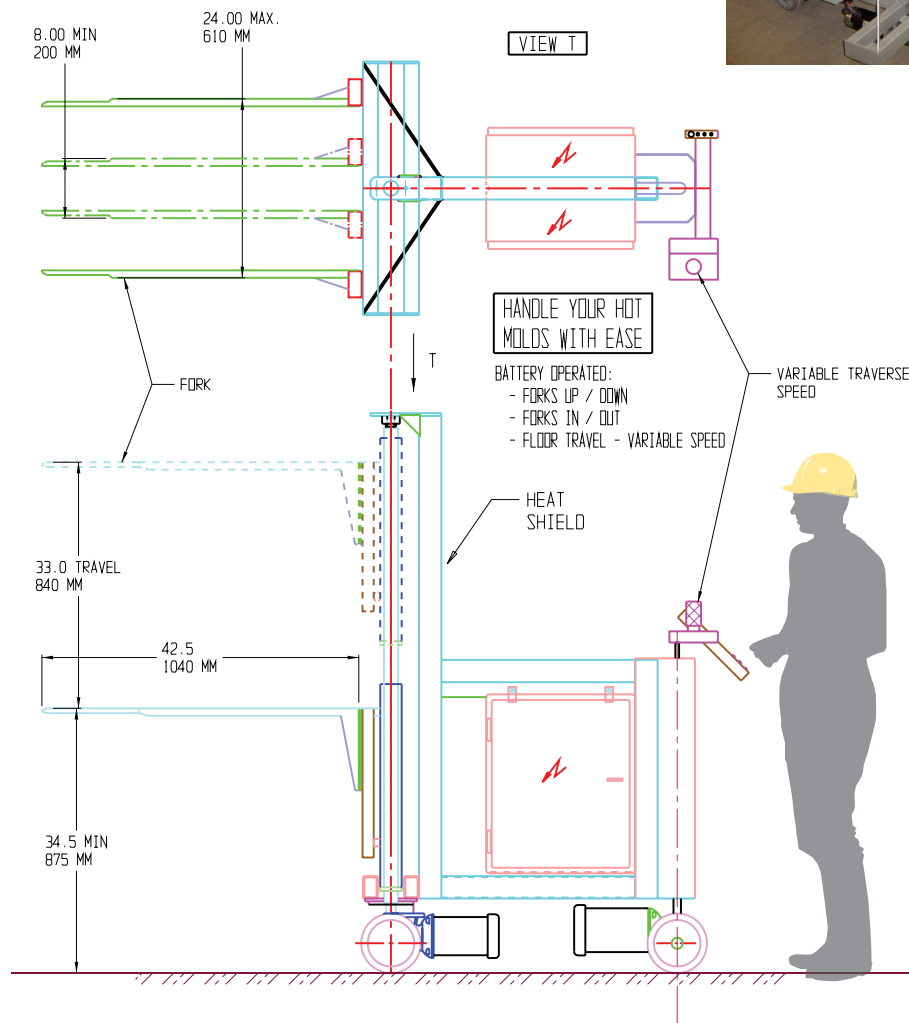 24.00 MAX.
610 MM
8.00 MIN
200 MM
VIEW T
HANDLE YOUR HOT
MOLDS WITH EASE
T
BATTERY OPERATED:
- FORKS UP / DOWN
- FORKS IN / OUT
- FLOOR TRAVEL - VARIABLE SPEED
VARIABLE TRAVERSE
SPEED
FORK
HEAT
SHIELD
33.0 TRAVEL
840 MM
42.5
1040 MM
34.5 MIN
875 MM